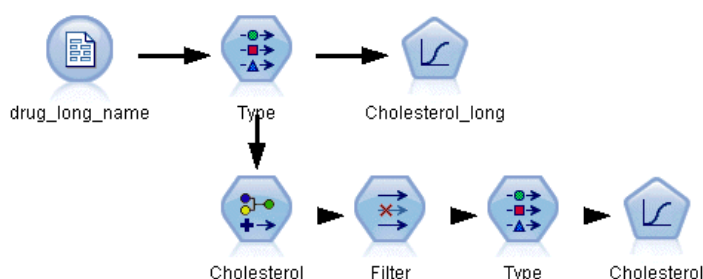 drug_long_name
Type
Cholesterol_long
Cholesterol
Filter
Type
Cholesterol